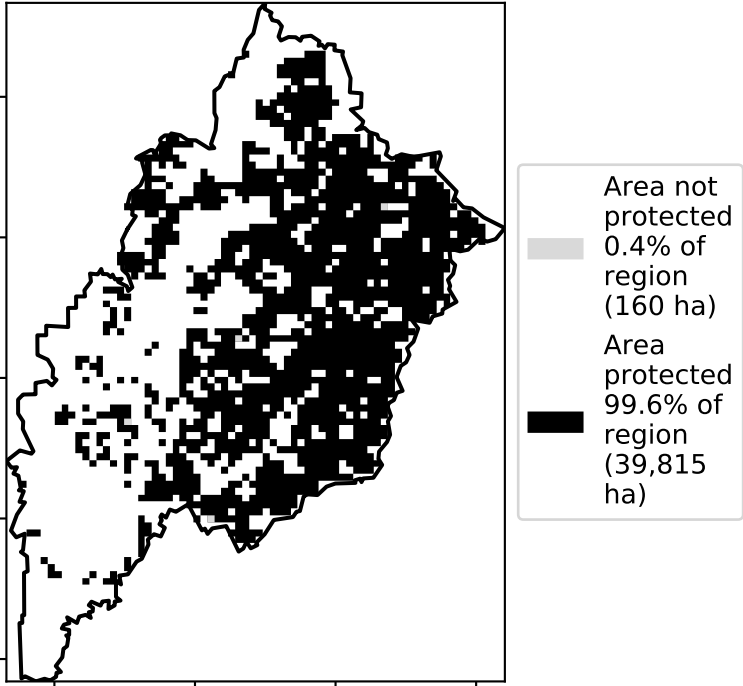 Area not
protected
0.4% of
region
(160 ha)
Area
protected
99.6% of
region
(39,815
ha)